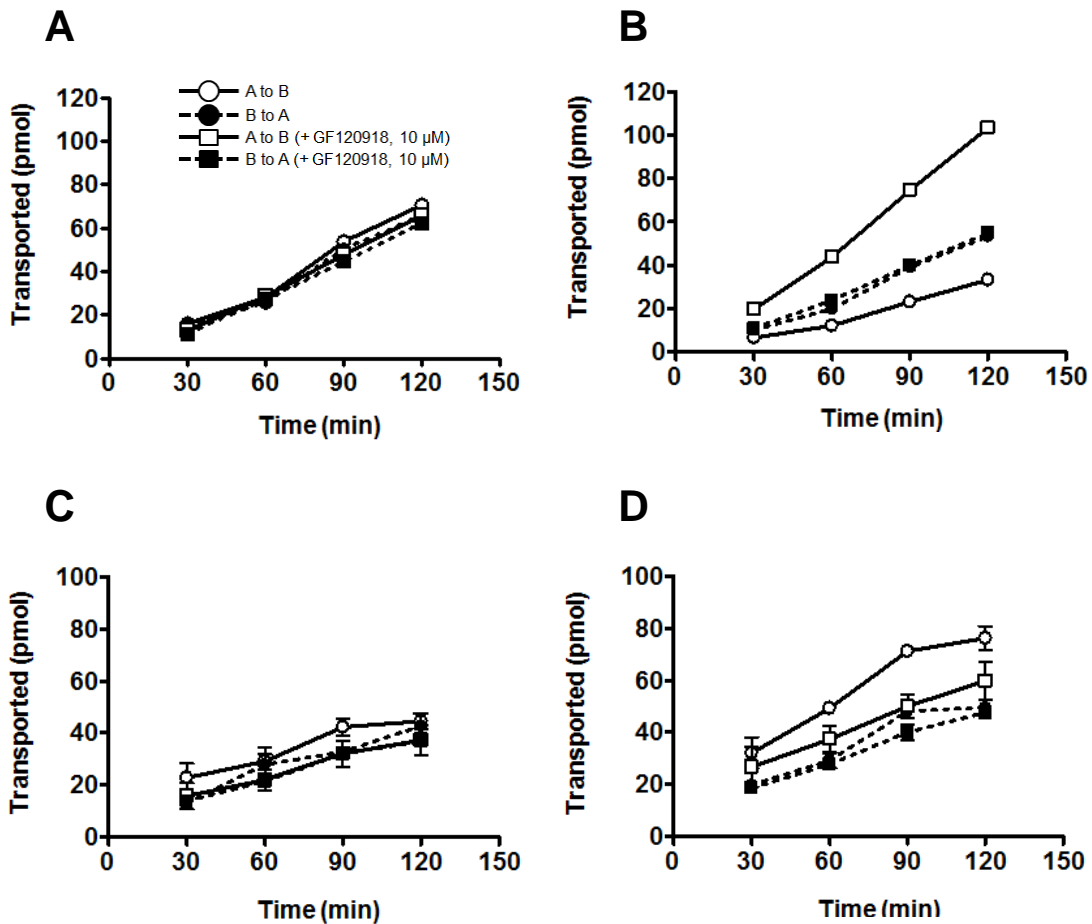 A
Transported (pmol)
120
100
80
60
40
20
0
A to B
B to A
A to B (+ GF120918, 10 µM)
B to A (+ GF120918, 10 µM)
0 30 60 90 120 150
Time (min)
B
Transported (pmol)
120
100
80
60
40
20
0
0 30 60 90 120 150
Time (min)
C
Transported (pmol)
100
80
60
40
20
0
0 30 60 90 120 150
Time (min)
D
Transported (pmol)
100
80
60
40
20
0
0 30 60 90 120 150
Time (min)